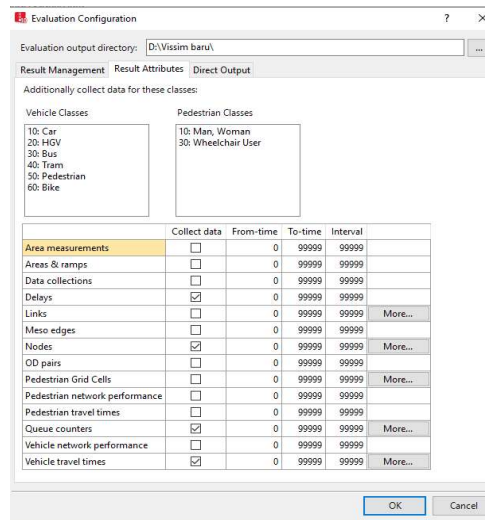 Evaluation Configuration ? X
Evaluation output directory: D:\Vissim baru\ ...
Result Management Result Attributes Direct Output
Additionally collect data for these classes:
Vehicle Classes Pedestrian Classes
10: Car 10: Man, Woman
20: HGV 30: Wheelchair User
30: Bus
40: Tram
50: Pedestrian
60: Bike
Collect data From-time To-time Interval
Area measurements 0 99999 99999
Areas & ramps 0 99999 99999
Data collections 0 99999 99999
Delays 0 99999 99999
Links 0 99999 99999 More...
Meso edges 0 99999 99999
Nodes 0 99999 99999 More...
OD pairs 0 99999 99999
Pedestrian Grid Cells 0 99999 99999 More...
Pedestrian network performance 0 99999 99999
Pedestrian travel times 0 99999 99999
Queue counters 0 99999 99999 More...
Vehicle network performance 0 99999 99999
Vehicle travel times 0 99999 99999 More...
OK Cancel